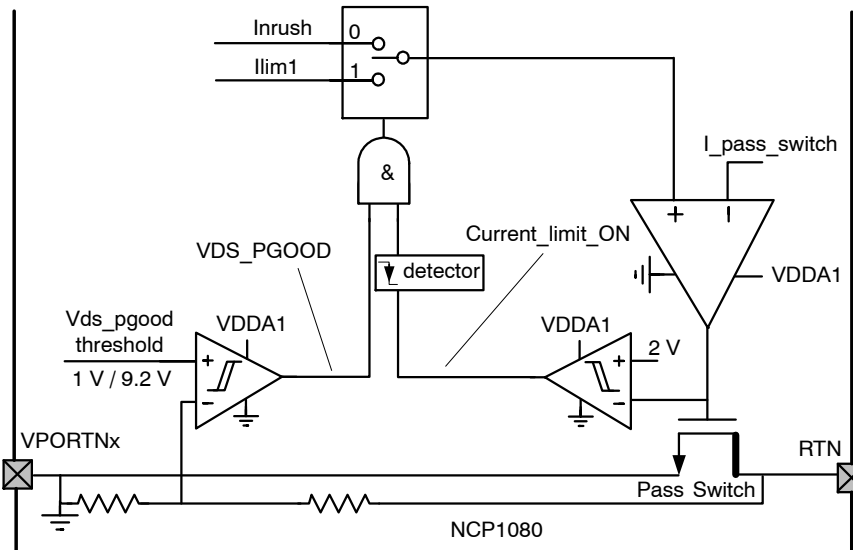 Inrush
0
Ilim1
1
I_pass_switch
&
+
–
Current_limit_ON
VDS_PGOOD
detector
VDDA1
Vds_pgood
threshold
VDDA1
VDDA1
2 V
+
+
1 V / 9.2 V
–
–
VPORTNx
RTN
Pass Switch
NCP1080